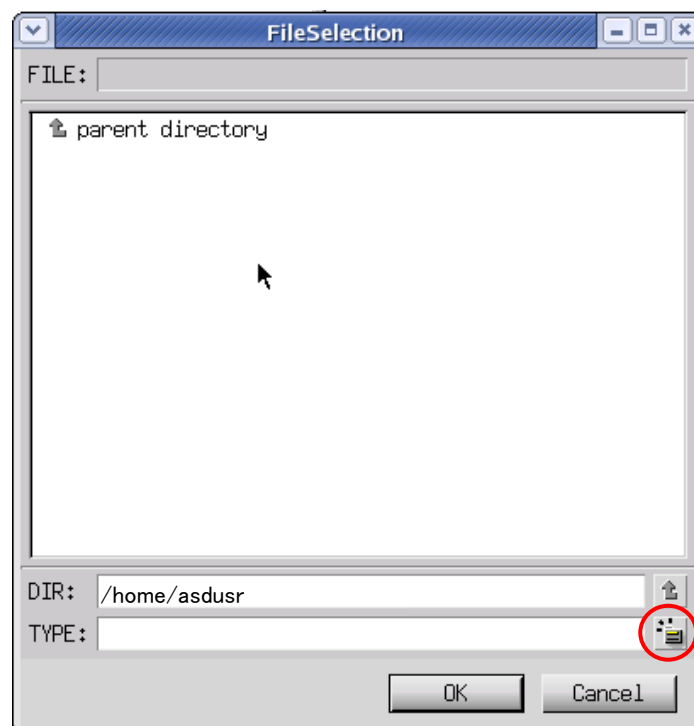 FileSelection
FILE:
parent directory
DIR: /home/asdusr
TYPE:
OK Cancel